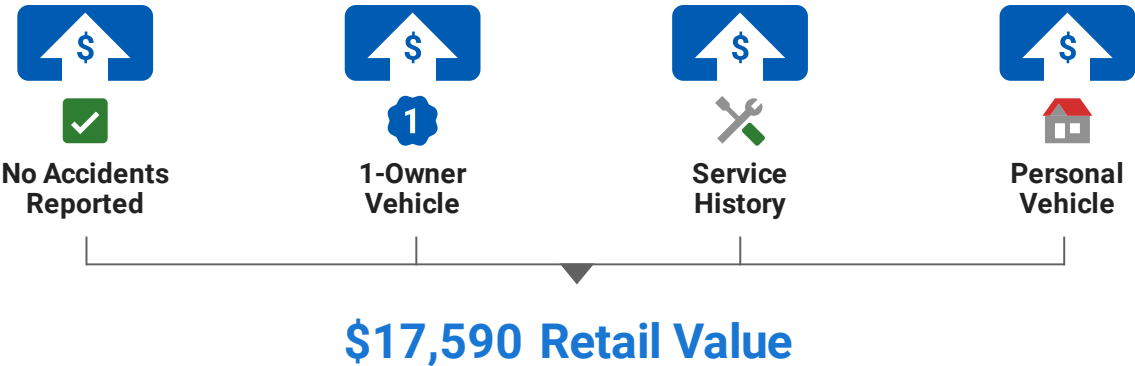 $ $ $ $
1
No Accidents
Reported
1-Owner
Vehicle
Service
History
Personal
Vehicle
$17,590 Retail Value